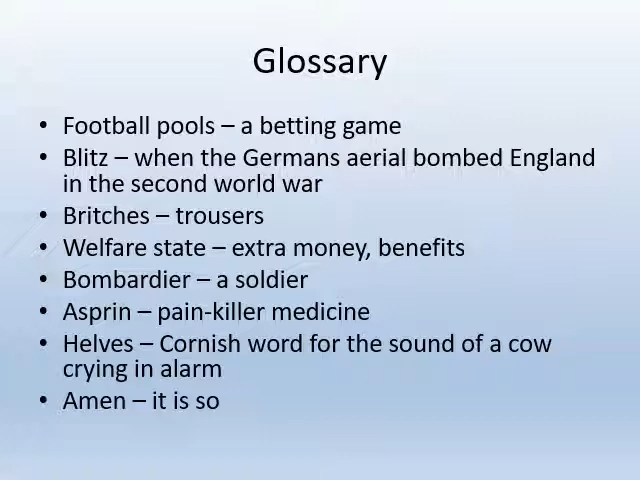 Glossary
• Football pools – a betting game
• Blitz – when the Germans aerial bombed England
in the second world war
• Britches – trousers
• Welfare state – extra money, benefits
• Bombardier – a soldier
• Asprin – pain-killer medicine
• Helves – Cornish word for the sound of a cow
crying in alarm
• Amen – it is so